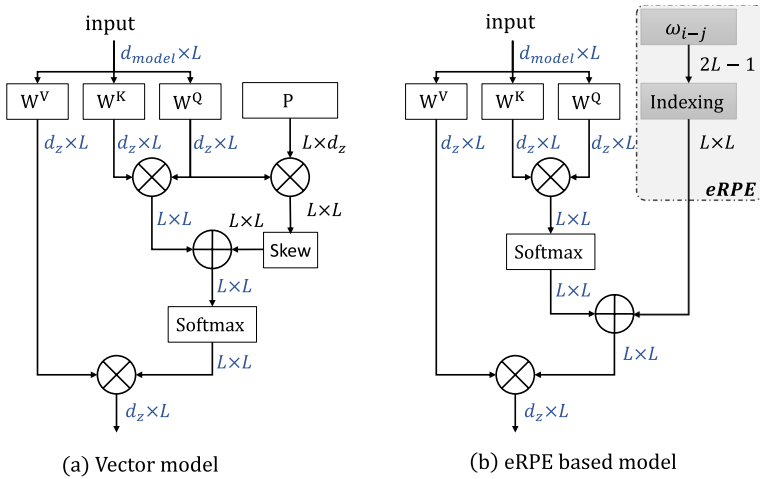 input
d_model×L
W^V
W^K
W^Q
P
d_z×L
d_z×L
d_z×L
L×d_z
L×L
L×L
L×L
Skew
L×L
Softmax
L×L
d_z×L
(a) Vector model
input
d_model×L
W^V
W^K
W^Q
ω_{i−j}
2L−1
Indexing
d_z×L
d_z×L
d_z×L
L×L
eRPE
L×L
Softmax
L×L
L×L
d_z×L
(b) eRPE based model